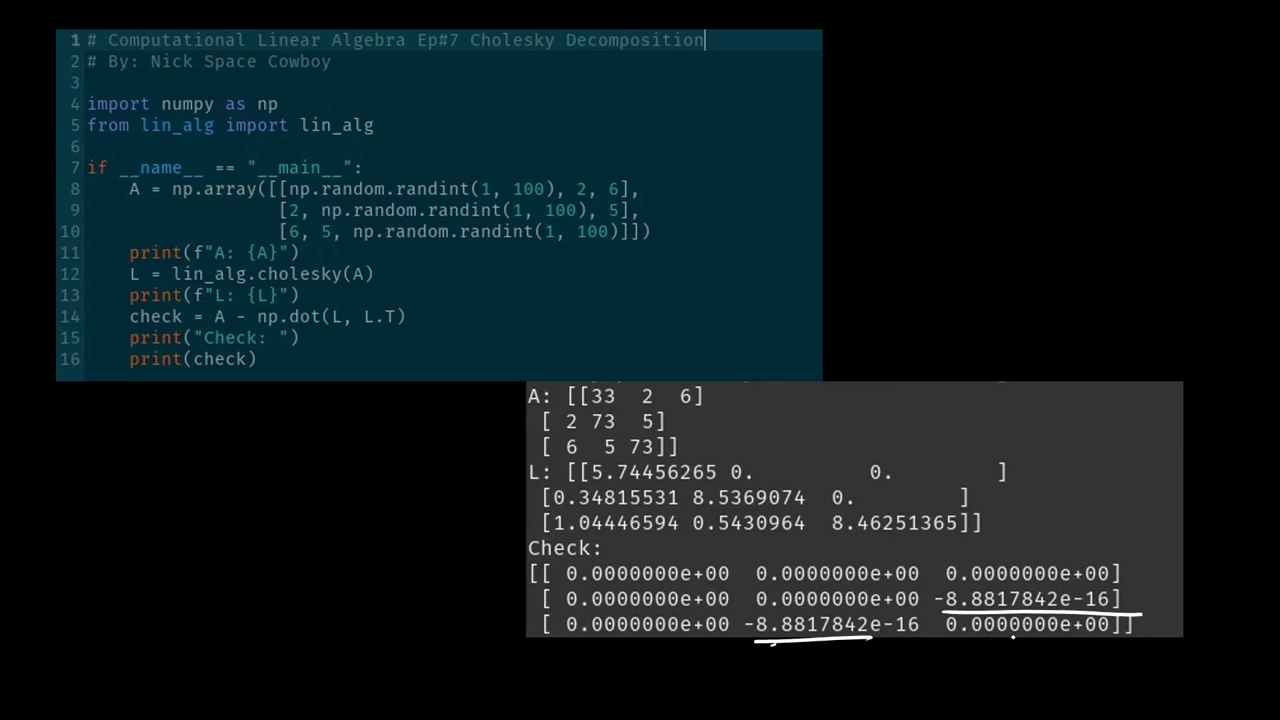 1 # Computational Linear Algebra Ep#7 Cholesky Decomposition
2 # By: Nick Space Cowboy
3
4 import numpy as np
5 from lin_alg import lin_alg
6
7 if __name__ == "__main__":
8     A = np.array([[np.random.randint(1, 100), 2, 6],
9                   [2, np.random.randint(1, 100), 5],
10                   [6, 5, np.random.randint(1, 100)]])
11     print(f"A: {A}")
12     L = lin_alg.cholesky(A)
13     print(f"L: {L}")
14     check = A - np.dot(L, L.T)
15     print("Check: ")
16     print(check)
A: [[33  2  6]
 [ 2 73  5]
 [ 6  5 73]]
L: [[5.74456265 0.         0.        ]
 [0.34815531 8.5369074  0.        ]
 [1.04446594 0.5430964  8.46251365]]
Check:
[[ 0.0000000e+00  0.0000000e+00  0.0000000e+00]
 [ 0.0000000e+00  0.0000000e+00 -8.8817842e-16]
 [ 0.0000000e+00 -8.8817842e-16  0.0000000e+00]]